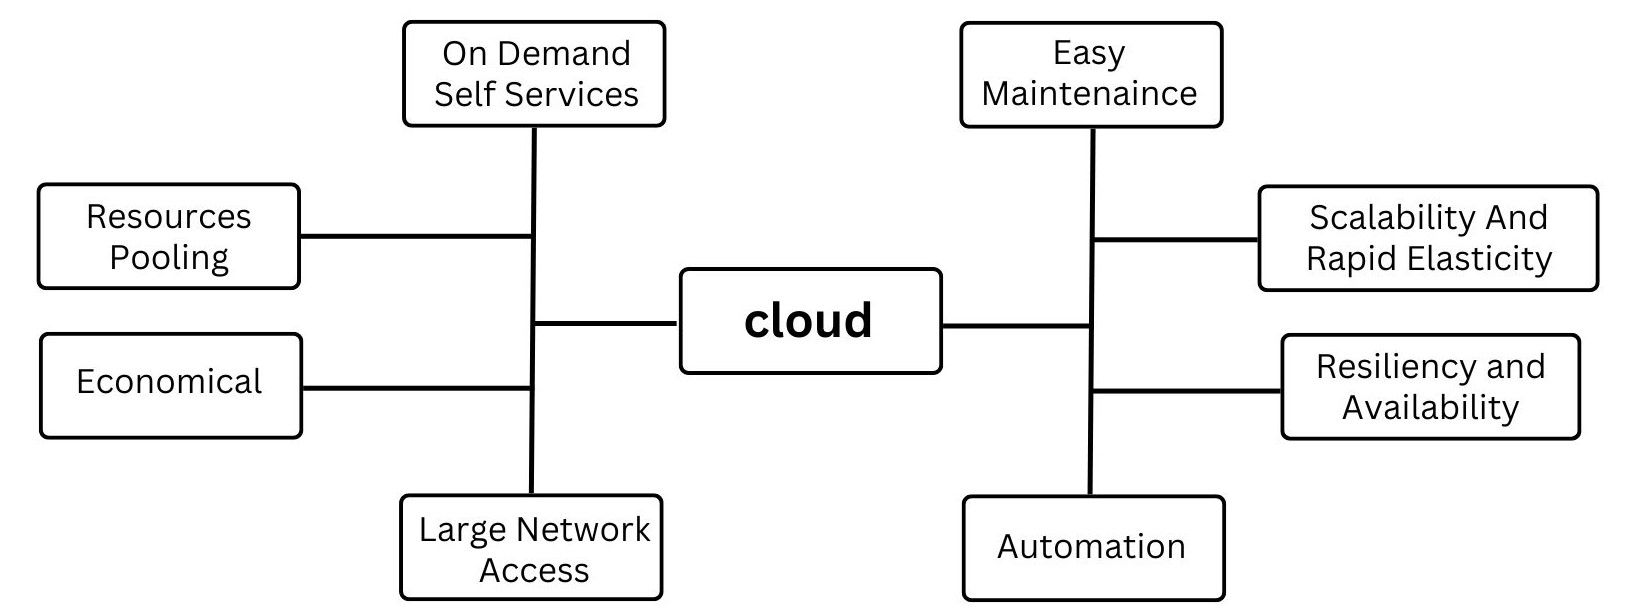 On Demand
Self Services
Easy
Maintenaince
Resources
Pooling
Scalability And
Rapid Elasticity
cloud
Economical
Resiliency and
Availability
Large Network
Access
Automation